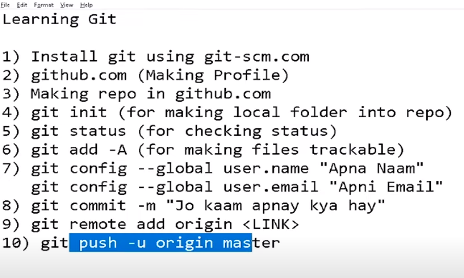 File Edit Format View Help
Learning Git
1) Install git using git-scm.com
2) github.com (Making Profile)
3) Making repo in github.com
4) git init (for making local folder into repo)
5) git status (for checking status)
6) git add -A (for making files trackable)
7) git config --global user.name "Apna Naam"
git config --global user.email "Apni Email"
8) git commit -m "Jo kaam apnay kya hay"
9) git remote add origin <LINK>
10) git push -u origin master